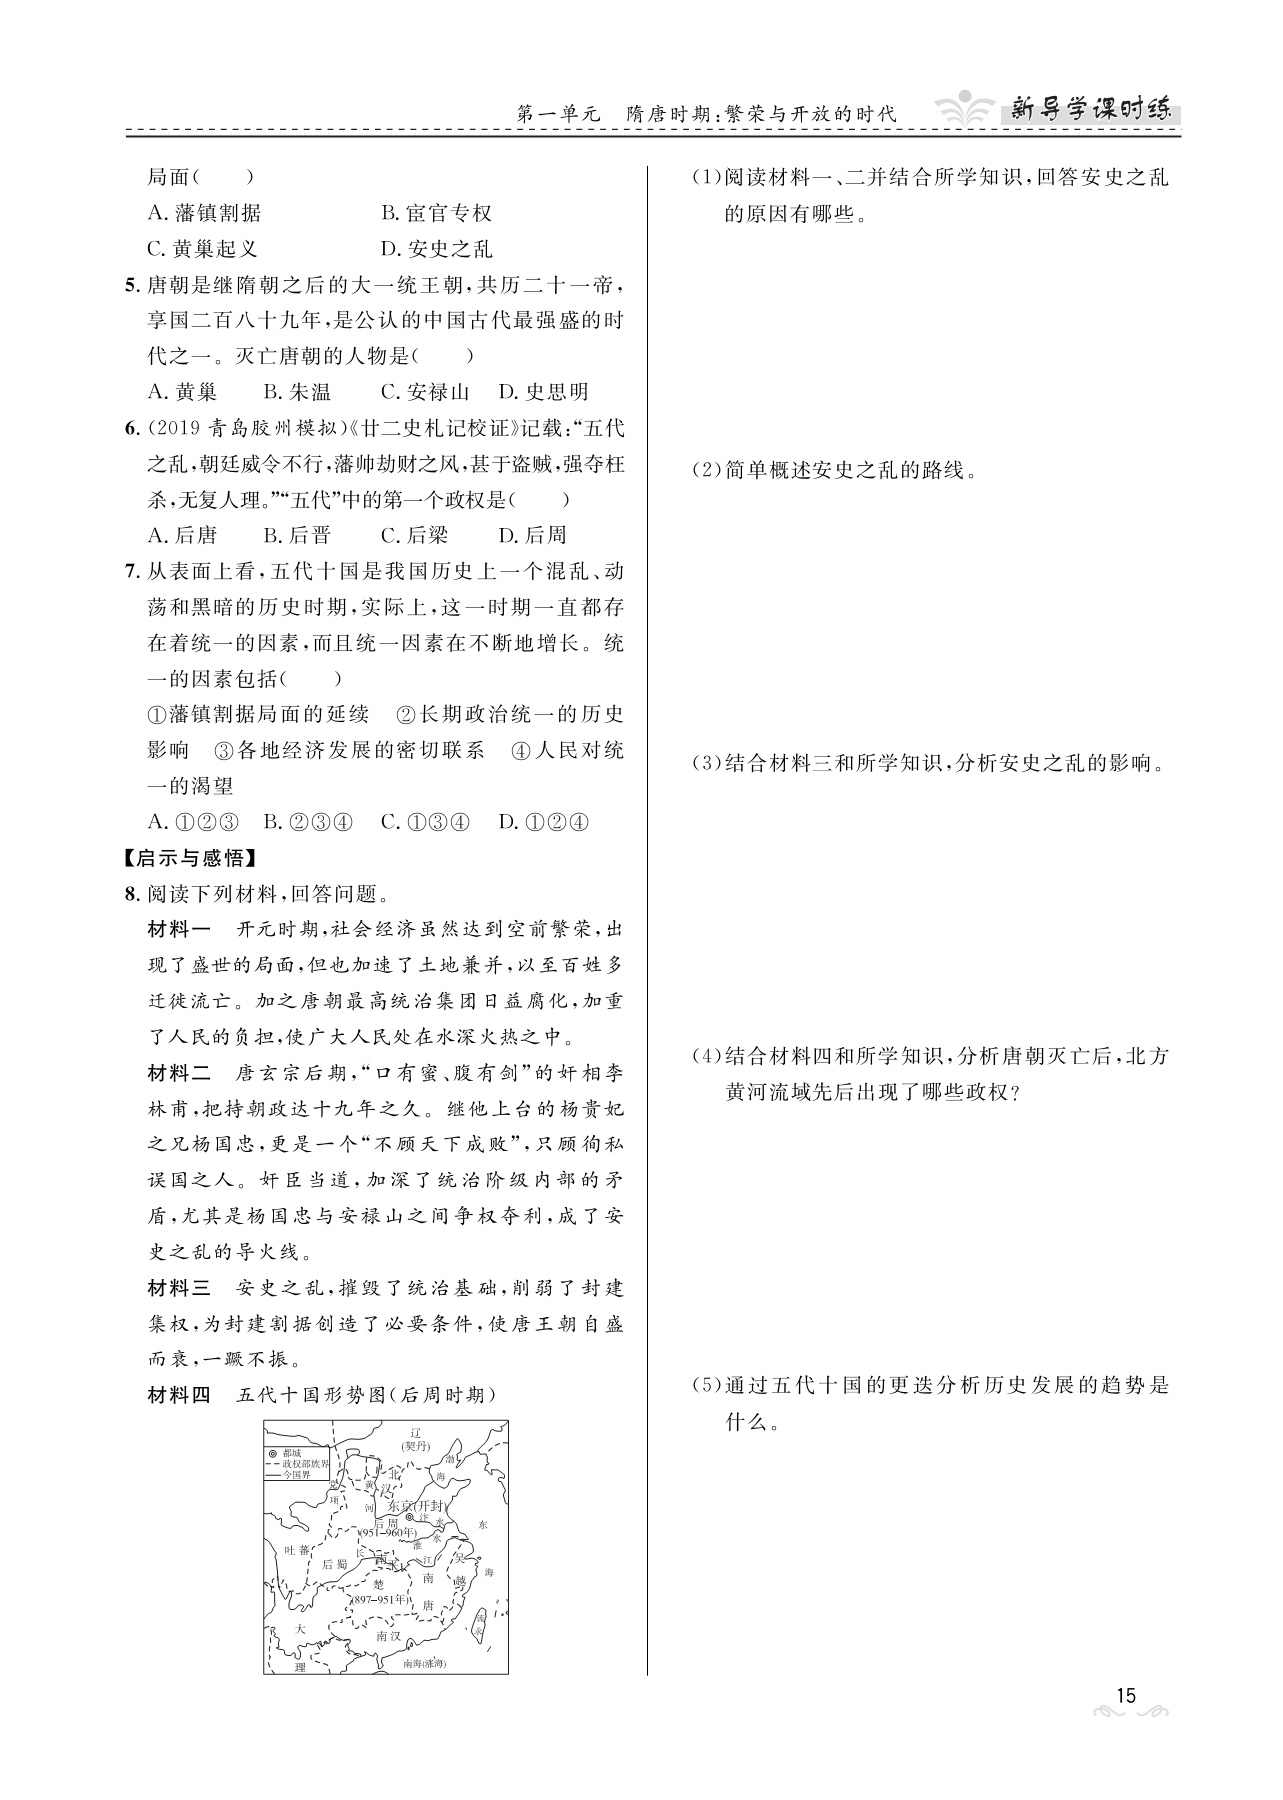 第一单元　隋唐时期:繁荣与开放的时代
新导学课时练
局面(　　)
A. 藩镇割据　B. 宦官专权
C. 黄巢起义　D. 安史之乱
5. 唐朝是继隋朝之后的大一统王朝,共历二十一帝,
享国二百八十九年,是公认的中国古代最强盛的时
代之一。灭亡唐朝的人物是(　　)
A. 黄巢　B. 朱温　C. 安禄山　D. 史思明
6. (2019 青岛胶州模拟)《廿二史札记校证》记载:“五代
之乱,朝廷威令不行,藩帅劫财之风,甚于盗贼,强夺枉
杀,无复人理。”“五代”中的第一个政权是(　　)
A. 后唐　B. 后晋　C. 后梁　D. 后周
7. 从表面上看,五代十国是我国历史上一个混乱、动
荡和黑暗的历史时期,实际上,这一时期一直都存
在着统一的因素,而且统一因素在不断地增长。统
一的因素包括(　　)
①藩镇割据局面的延续　②长期政治统一的历史
影响　③各地经济发展的密切联系　④人民对统
一的渴望
A. ①②③　B. ②③④　C. ①③④　D. ①②④
【启示与感悟】
8. 阅读下列材料,回答问题。
材料一　开元时期,社会经济虽然达到空前繁荣,出
现了盛世的局面,但也加速了土地兼并,以至百姓多
迁徙流亡。加之唐朝最高统治集团日益腐化,加重
了人民的负担,使广大人民处在水深火热之中。
材料二　唐玄宗后期,“口有蜜、腹有剑”的奸相李
林甫,把持朝政达十九年之久。继他上台的杨贵妃
之兄杨国忠,更是一个“不顾天下成败”,只顾徇私
误国之人。奸臣当道,加深了统治阶级内部的矛
盾,尤其是杨国忠与安禄山之间争权夺利,成了安
史之乱的导火线。
材料三　安史之乱,摧毁了统治基础,削弱了封建
集权,为封建割据创造了必要条件,使唐王朝自盛
而衰,一蹶不振。
材料四　五代十国形势图(后周时期)
辽
(契丹)
都城
政权部族界
今国界
渤
海
北
汉
党
项
黄
河
东京(开封)
后周
(951–960年)
汴
水
淮
水
东
海
吐蕃
后蜀
长
江
南平
吴
越
楚
(897–951年)
南
唐
大
理
南汉
流
求
南海(涨海)
(1)阅读材料一、二并结合所学知识,回答安史之乱
的原因有哪些。
(2)简单概述安史之乱的路线。
(3)结合材料三和所学知识,分析安史之乱的影响。
(4)结合材料四和所学知识,分析唐朝灭亡后,北方
黄河流域先后出现了哪些政权?
(5)通过五代十国的更迭分析历史发展的趋势是
什么。
15